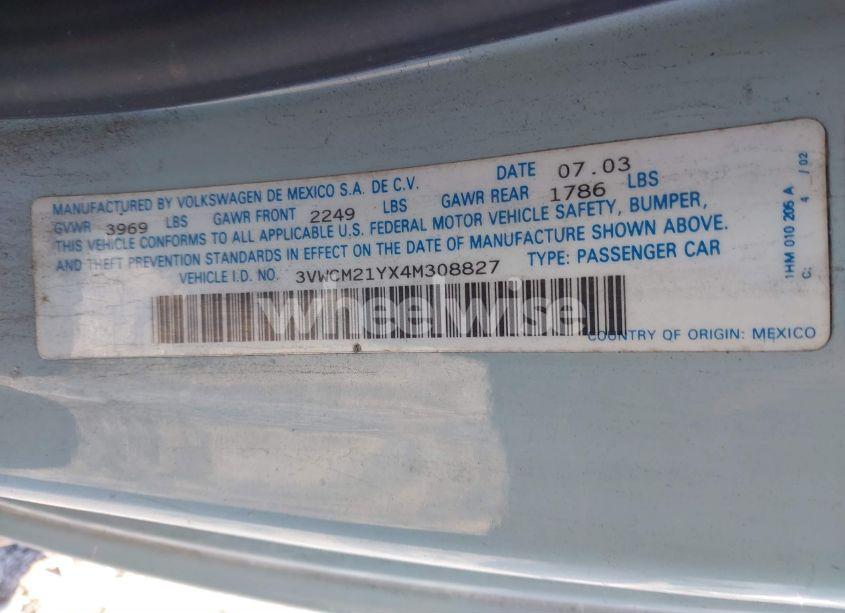 MANUFACTURED BY VOLKSWAGEN DE MEXICO S.A. DE C.V. DATE 07.03
GVWR 3969 LBS GAWR FRONT 2249 LBS GAWR REAR 1786 LBS
THIS VEHICLE CONFORMS TO ALL APPLICABLE U.S. FEDERAL MOTOR VEHICLE SAFETY, BUMPER,
AND THEFT PREVENTION STANDARDS IN EFFECT ON THE DATE OF MANUFACTURE SHOWN ABOVE.
VEHICLE I.D. NO. 3VWCM21YX4M308827 TYPE: PASSENGER CAR
wheelwise
COUNTRY OF ORIGIN: MEXICO
1HM 010 205 A
G: 4 / 02